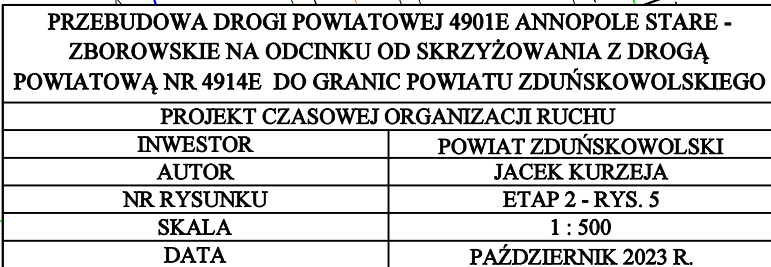 PRZEBUDOWA DROGI POWIATOWEJ 4901E ANNOPOLE STARE -
ZBOROWSKIE NA ODCINKU OD SKRZYŻOWANIA Z DROGĄ
POWIATOWĄ NR 4914E DO GRANIC POWIATU ZDUŃSKOWOLSKIEGO
PROJEKT CZASOWEJ ORGANIZACJI RUCHU
INWESTOR POWIAT ZDUŃSKOWOLSKI
AUTOR JACEK KURZEJA
NR RYSUNKU ETAP 2 - RYS. 5
SKALA 1 : 500
DATA PAŹDZIERNIK 2023 R.